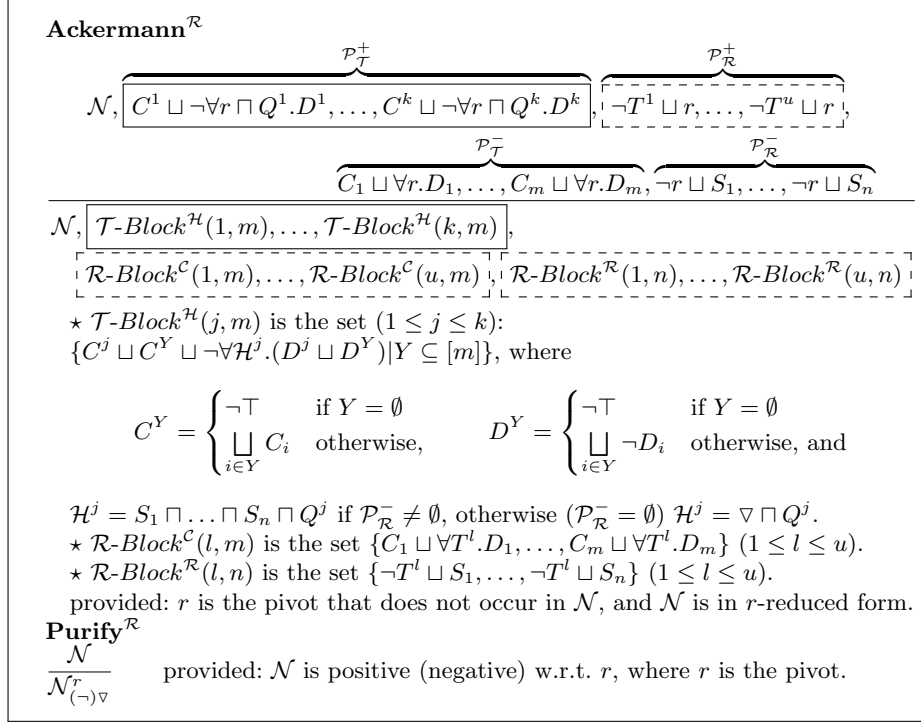 Ackermann^ℛ
𝒫_𝒯^+ 𝒫_ℛ^+
𝒩, C^1 ⊔ ¬∀r ⊓ Q^1.D^1, . . . , C^k ⊔ ¬∀r ⊓ Q^k.D^k, ¬T^1 ⊔ r, . . . , ¬T^u ⊔ r,
𝒫_𝒯^− 𝒫_ℛ^−
C_1 ⊔ ∀r.D_1, . . . , C_m ⊔ ∀r.D_m, ¬r ⊔ S_1, . . . , ¬r ⊔ S_n
𝒩, 𝒯-Block^ℋ(1, m), . . . , 𝒯-Block^ℋ(k, m),
ℛ-Block^𝒞(1, m), . . . , ℛ-Block^𝒞(u, m), ℛ-Block^ℛ(1, n), . . . , ℛ-Block^ℛ(u, n)
⋆ 𝒯-Block^ℋ(j, m) is the set (1 ≤ j ≤ k):
{C^j ⊔ C^Y ⊔ ¬∀ℋ^j.(D^j ⊔ D^Y)|Y ⊆ [m]}, where
C^Y = { ¬⊤ if Y = ∅ D^Y = { ¬⊤ if Y = ∅
⨆_{i∈Y} C_i otherwise, ⨆_{i∈Y} ¬D_i otherwise, and
ℋ^j = S_1 ⊓ . . . ⊓ S_n ⊓ Q^j if 𝒫_ℛ^− ≠ ∅, otherwise (𝒫_ℛ^− = ∅) ℋ^j = ▽ ⊓ Q^j.
⋆ ℛ-Block^𝒞(l, m) is the set {C_1 ⊔ ∀T^l.D_1, . . . , C_m ⊔ ∀T^l.D_m} (1 ≤ l ≤ u).
⋆ ℛ-Block^ℛ(l, n) is the set {¬T^l ⊔ S_1, . . . , ¬T^l ⊔ S_n} (1 ≤ l ≤ u).
provided: r is the pivot that does not occur in 𝒩, and 𝒩 is in r-reduced form.
Purify^ℛ
𝒩
𝒩^r_{(¬)▽} provided: 𝒩 is positive (negative) w.r.t. r, where r is the pivot.